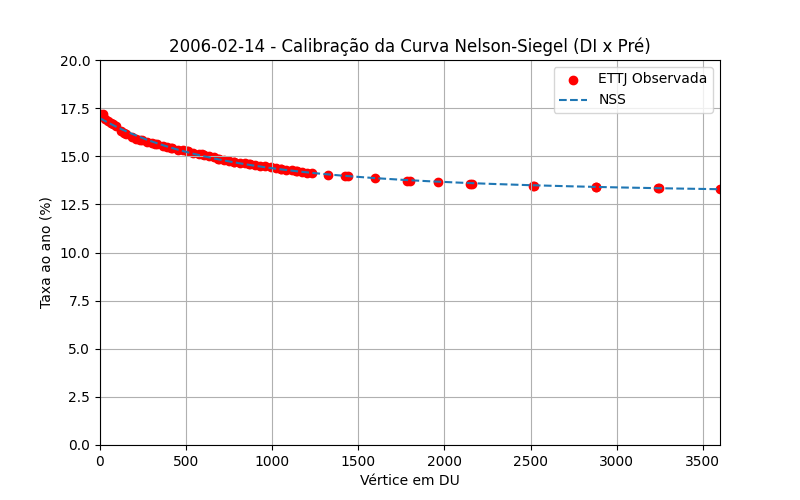 2006-02-14 - Calibração da Curva Nelson-Siegel (DI x Pré)
ETTJ Observada
NSS
Taxa ao ano (%)
20.0
17.5
15.0
12.5
10.0
7.5
5.0
2.5
0.0
0 500 1000 1500 2000 2500 3000 3500
Vértice em DU